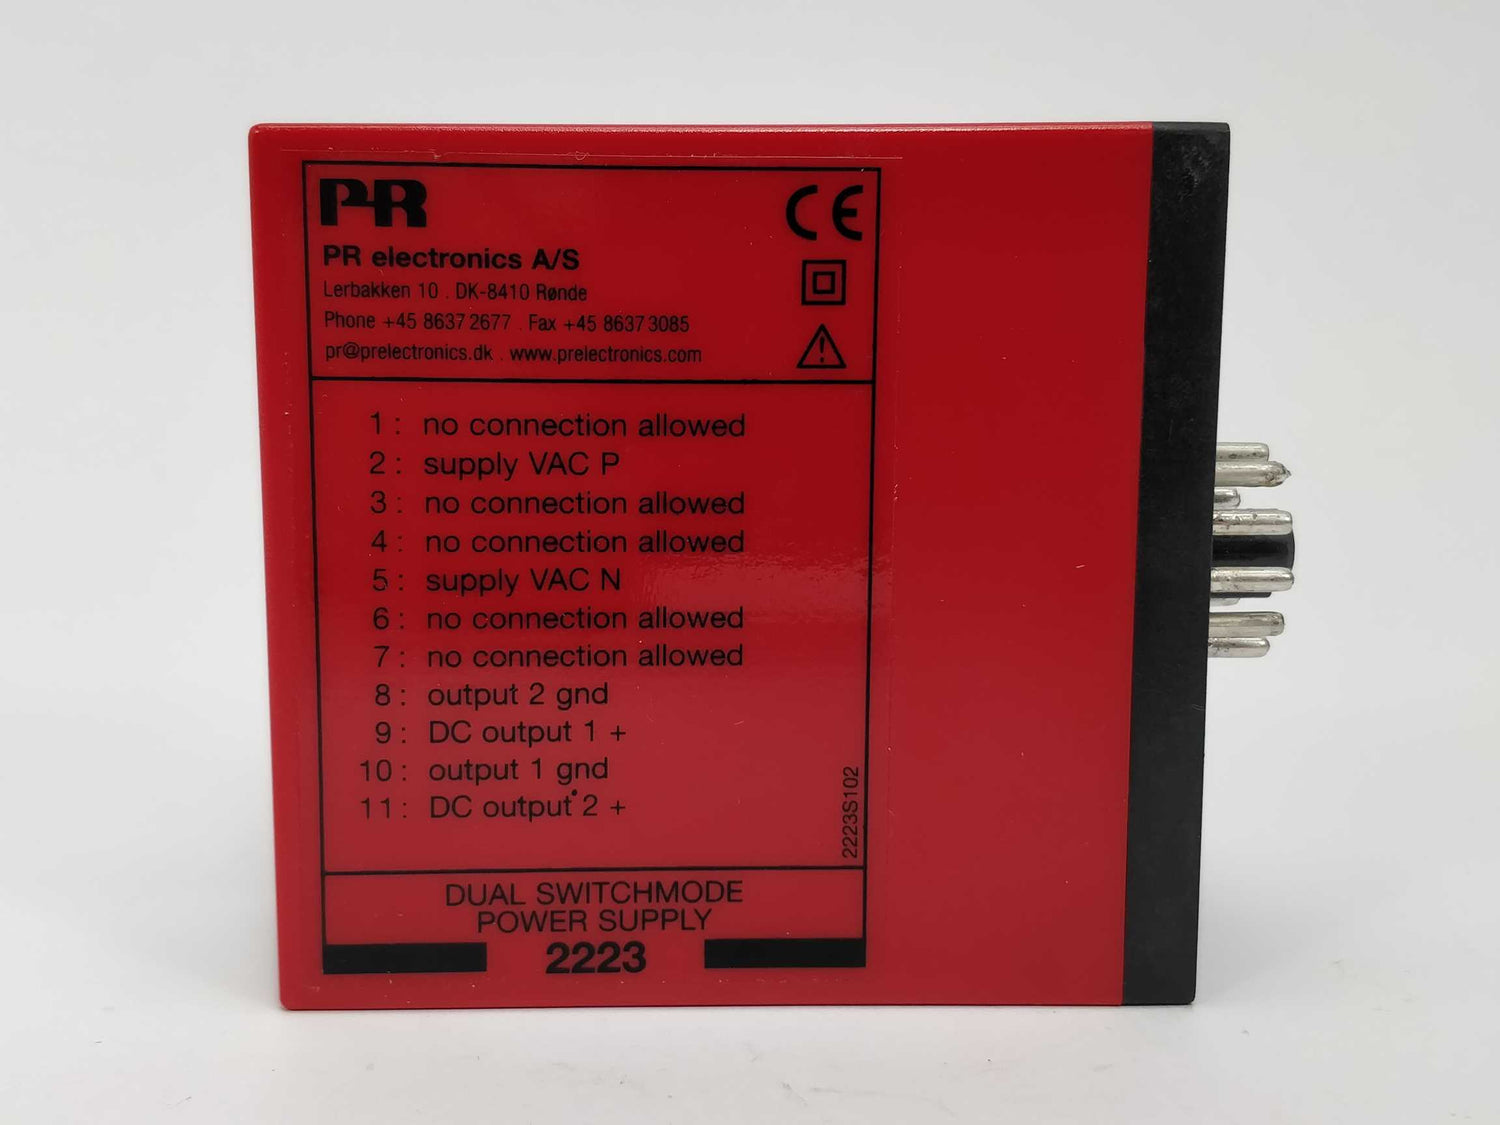 PR
CE
PR electronics A/S
Lerbakken 10 . DK-8410 Rønde
Phone +45 8637 2677 . Fax +45 8637 3085
pr@prelectronics.dk . www.prelectronics.com
1 : no connection allowed
2 : supply VAC P
3 : no connection allowed
4 : no connection allowed
5 : supply VAC N
6 : no connection allowed
7 : no connection allowed
8 : output 2 gnd
9 : DC output 1 +
10 : output 1 gnd
11 : DC output 2 +
2223S102
DUAL SWITCHMODE
POWER SUPPLY
2223